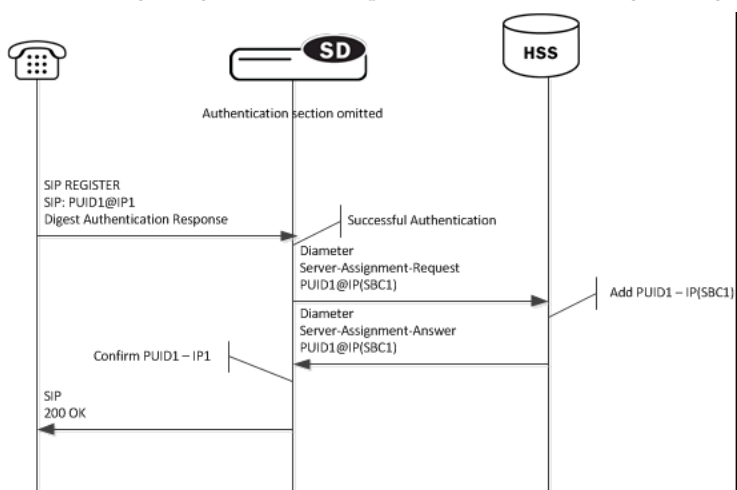 SD
HSS
Authentication section omitted
SIP REGISTER
SIP: PUID1@IP1
Digest Authentication Response
Successful Authentication
Diameter
Server-Assignment-Request
PUID1@IP(SBC1)
Add PUID1 – IP(SBC1)
Diameter
Server-Assignment-Answer
PUID1@IP(SBC1)
Confirm PUID1 – IP1
SIP
200 OK